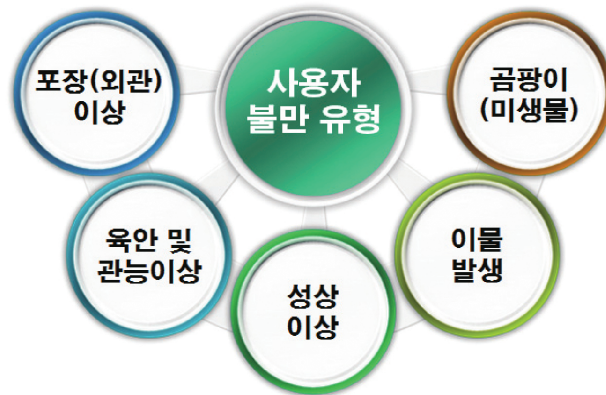 사용자
불만 유형
포장(외관)
이상
육안 및
관능이상
성상
이상
이물
발생
곰팡이
(미생물)